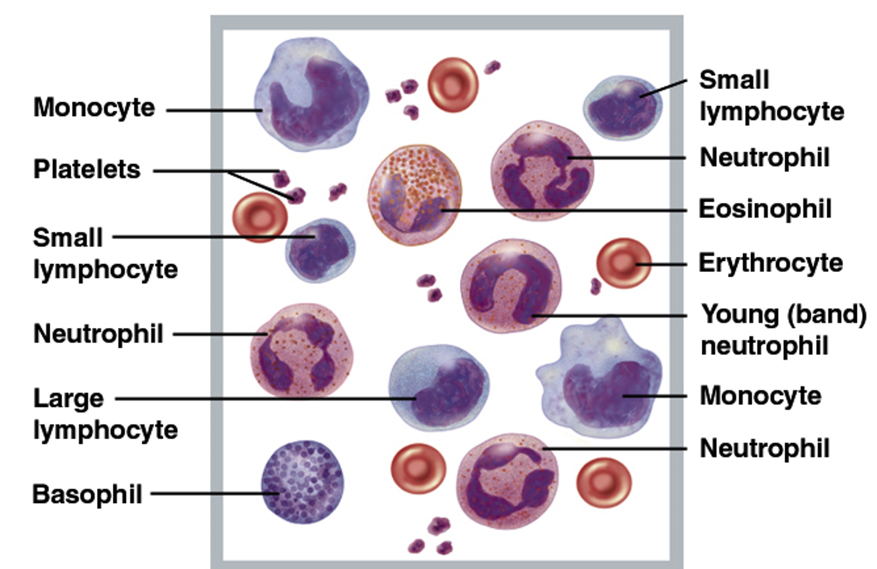 Monocyte
Platelets
Small
lymphocyte
Neutrophil
Large
lymphocyte
Basophil
Small
lymphocyte
Neutrophil
Eosinophil
Erythrocyte
Young (band)
neutrophil
Monocyte
Neutrophil